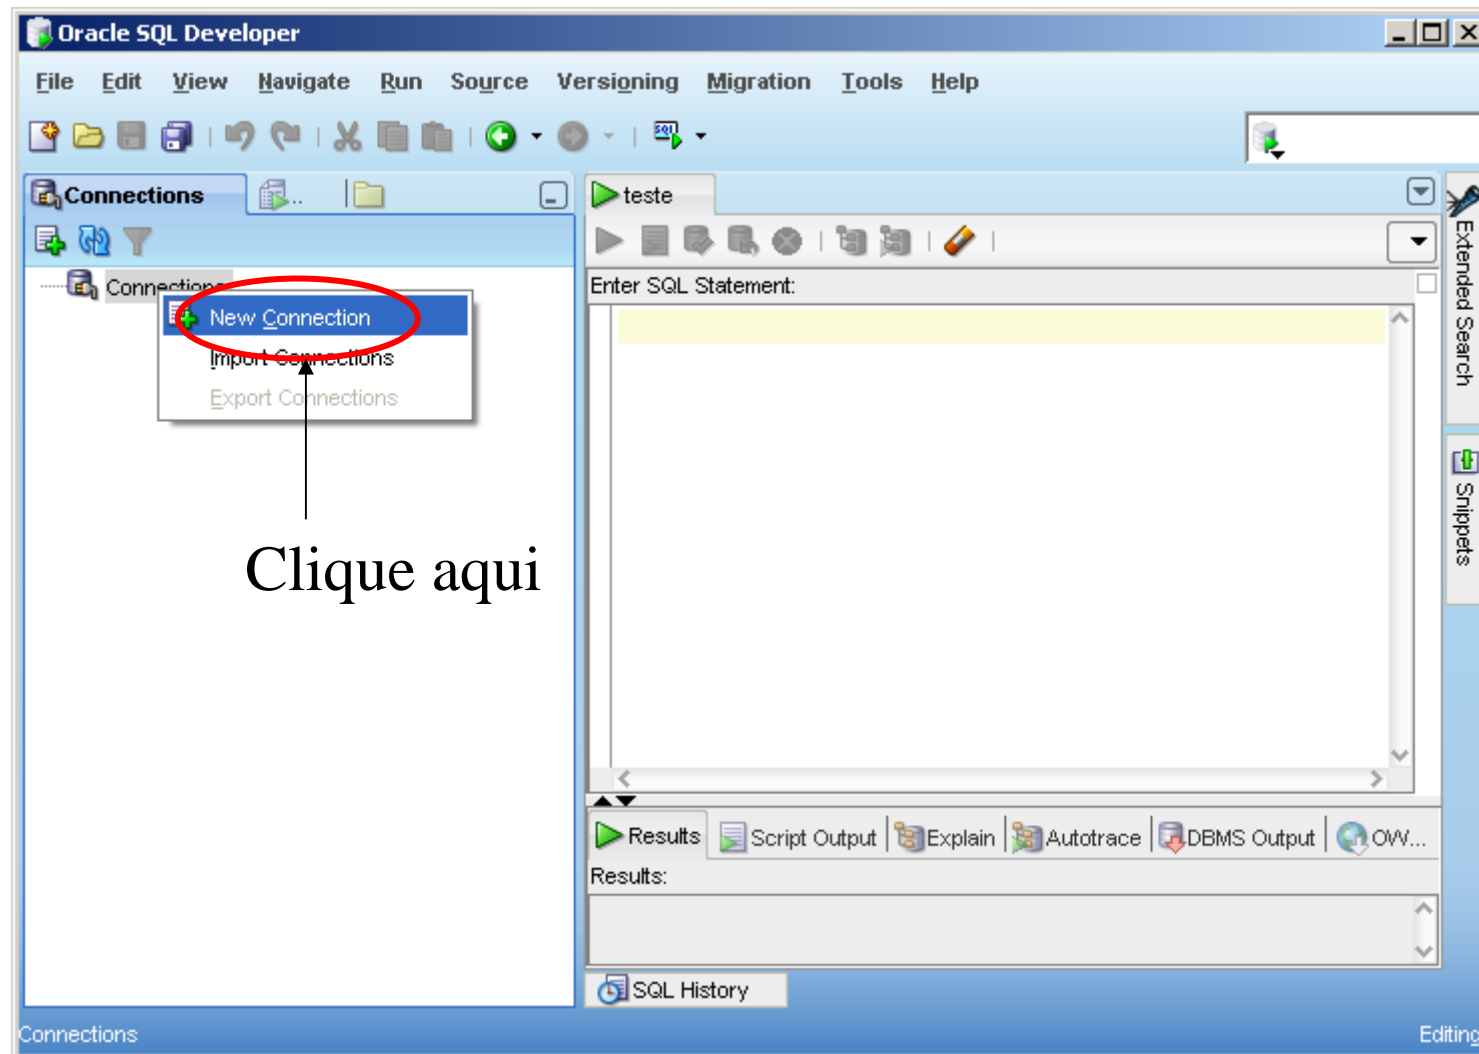 Oracle SQL Developer
File Edit View Navigate Run Source Versioning Migration Tools Help
Connections ..
teste
Connections
New Connection
Import Connections
Export Connections
Clique aqui
Enter SQL Statement:
Extended Search
Snippets
Results Script Output Explain Autotrace DBMS Output OW...
Results:
SQL History
Connections
Editing